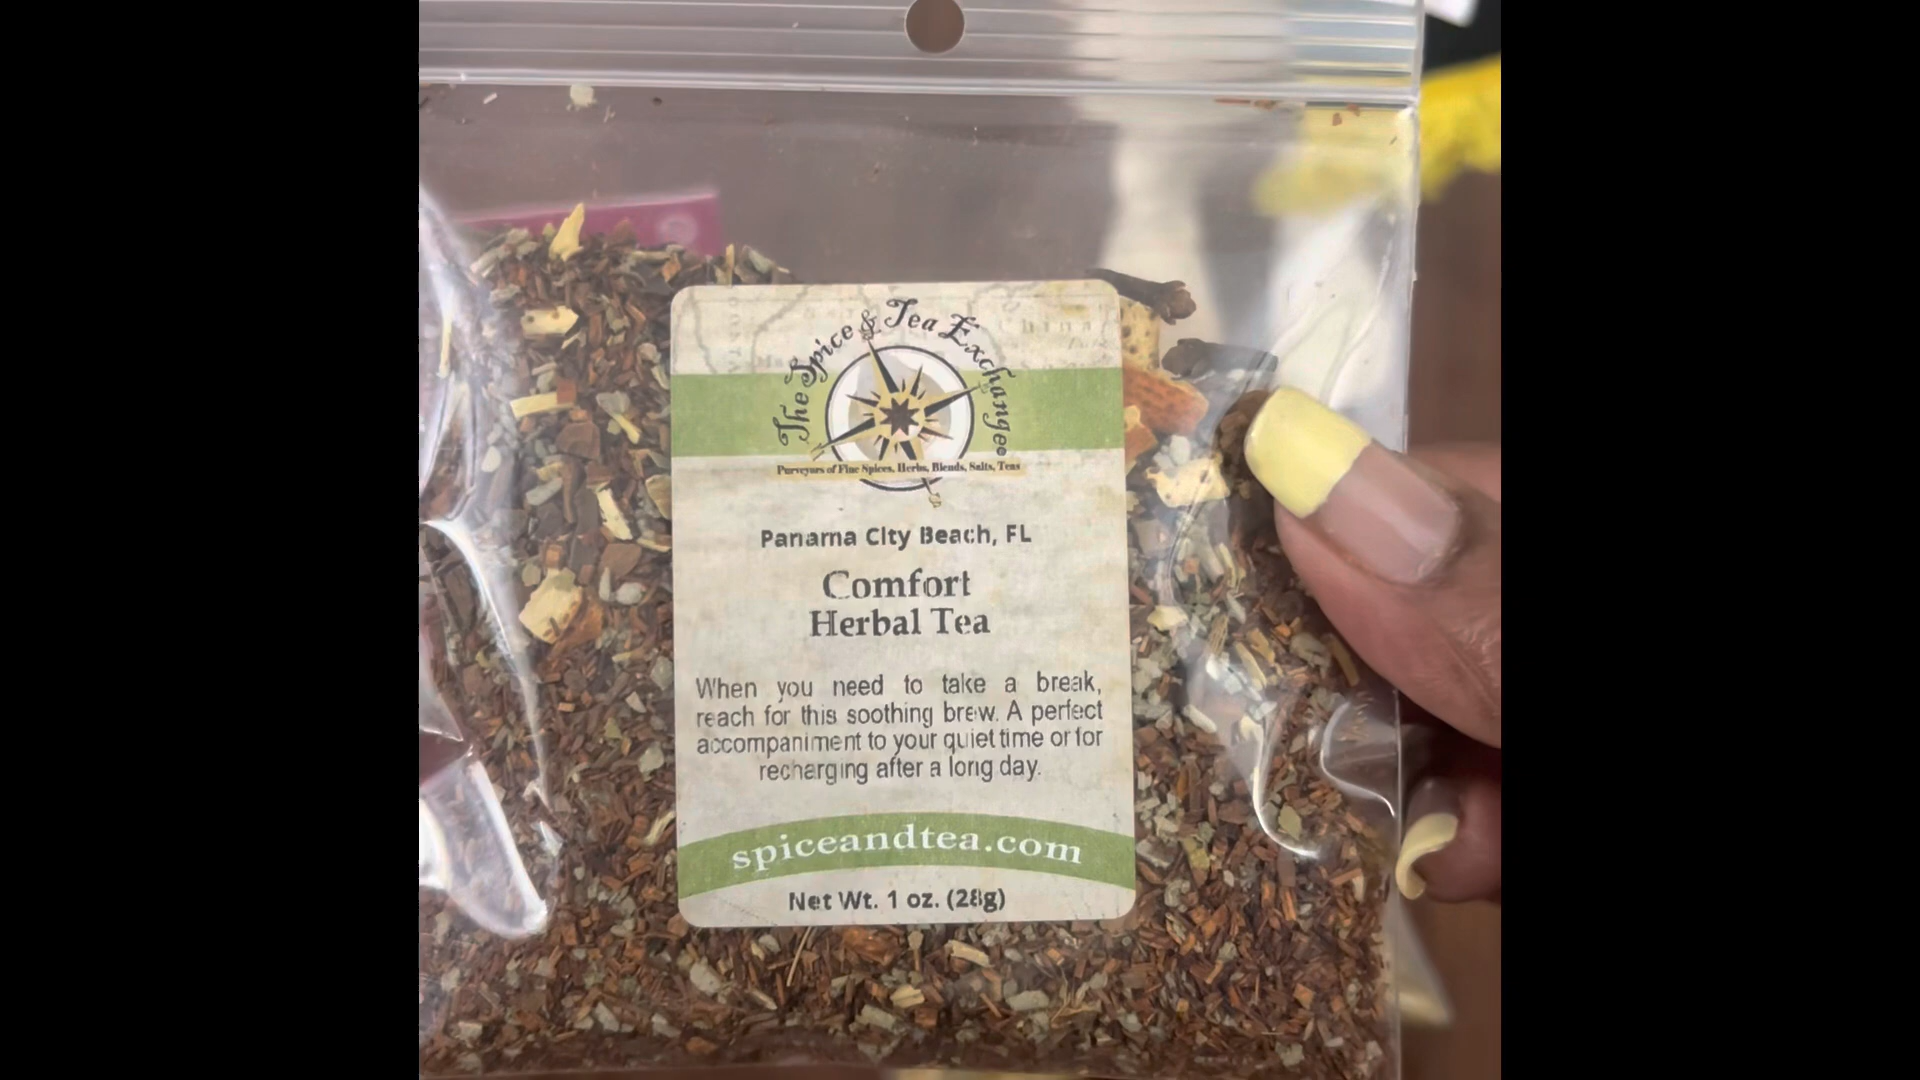 The Spice & Tea Exchange
Purveyors of Fine Spices, Herbs, Blends, Salts, Teas
Panama City Beach, FL
Comfort
Herbal Tea
When you need to take a break,
reach for this soothing brew. A perfect
accompaniment to your quiet time or for
recharging after a long day.
spiceandtea.com
Net Wt. 1 oz. (28g)
China